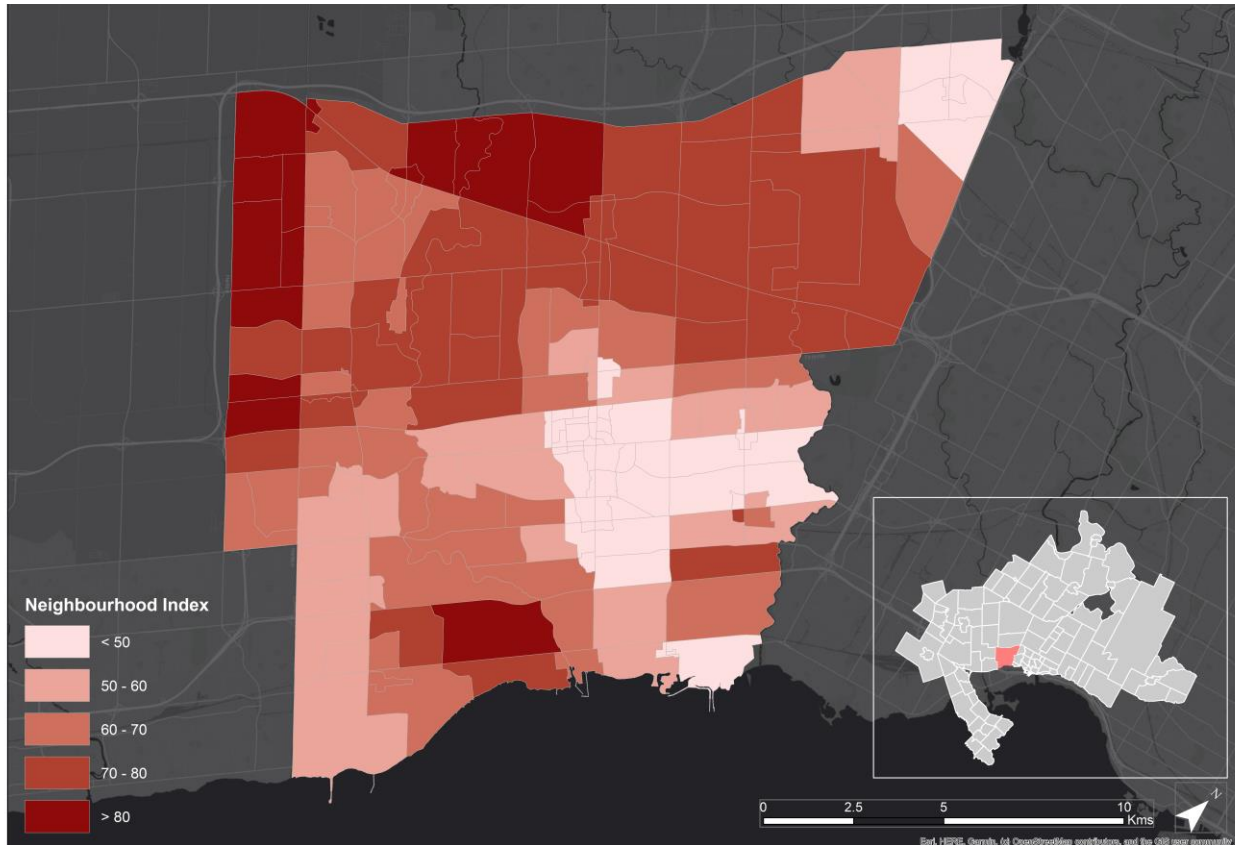 Neighbourhood Index
< 50
50 - 60
60 - 70
70 - 80
> 80
0 2.5 5 10
Kms
N
Esri, HERE, Garmin, (c) OpenStreetMap contributors, and the GIS user community